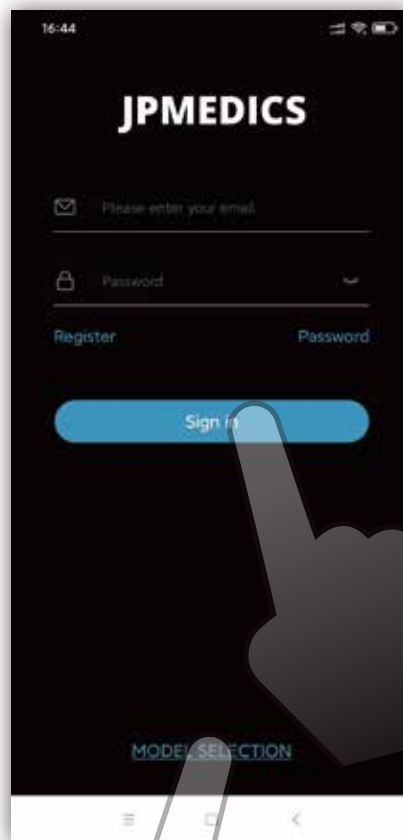 16:44
JPMEDICS
Please enter your email
Password
Register Password
Sign in
MODEL SELECTION